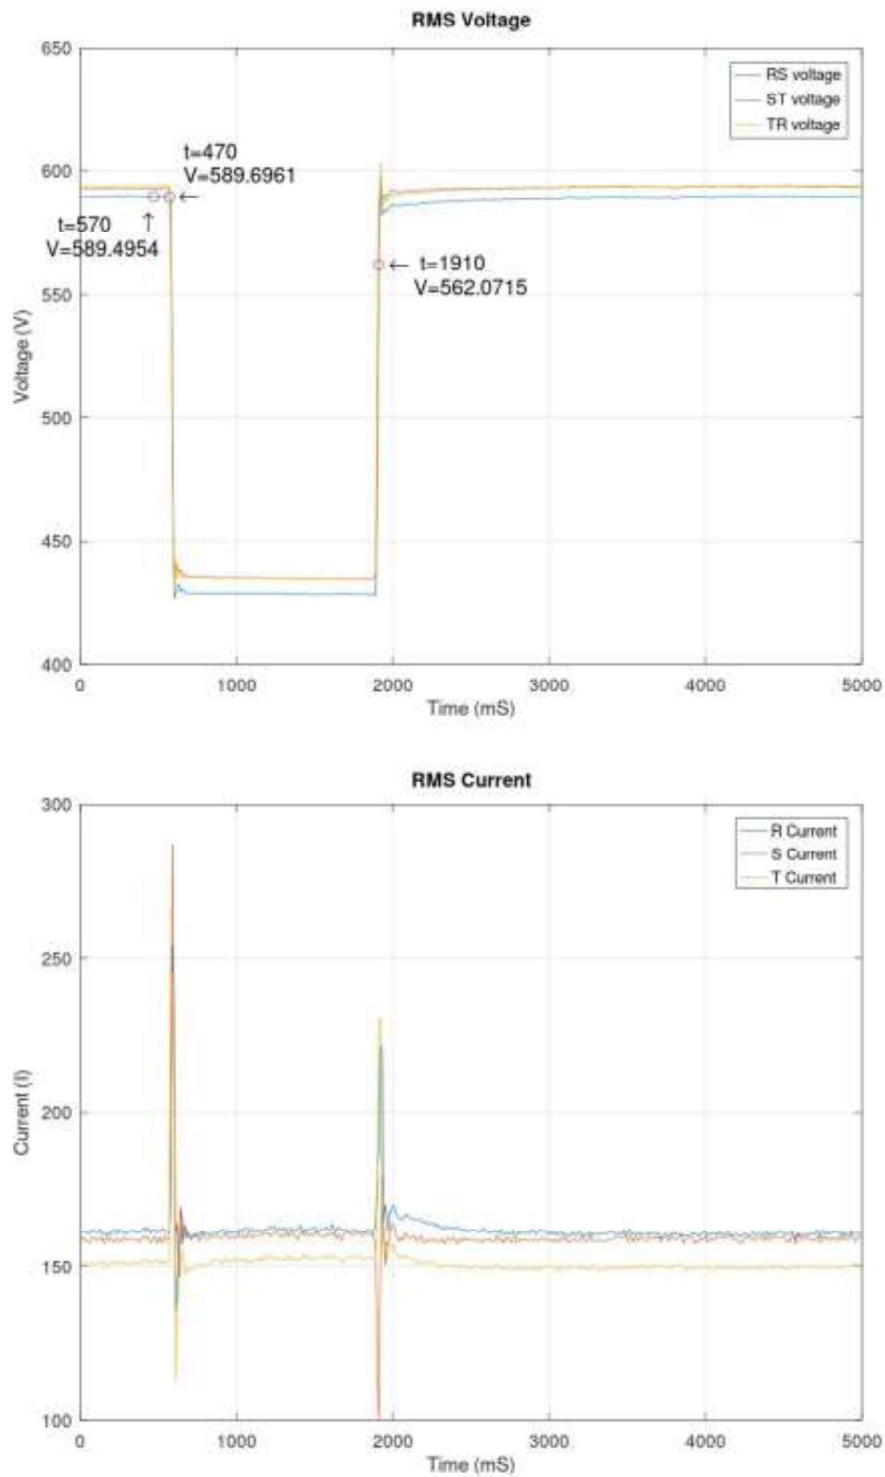 RMS Voltage
650
600
550
500
450
400
Voltage (V)
RS voltage
ST voltage
TR voltage
t=470
V=589.6961
t=570
V=589.4954
t=1910
V=562.0715
0
1000
2000
3000
4000
5000
Time (mS)
RMS Current
300
250
200
150
100
Current (I)
R Current
S Current
T Current
0
1000
2000
3000
4000
5000
Time (mS)